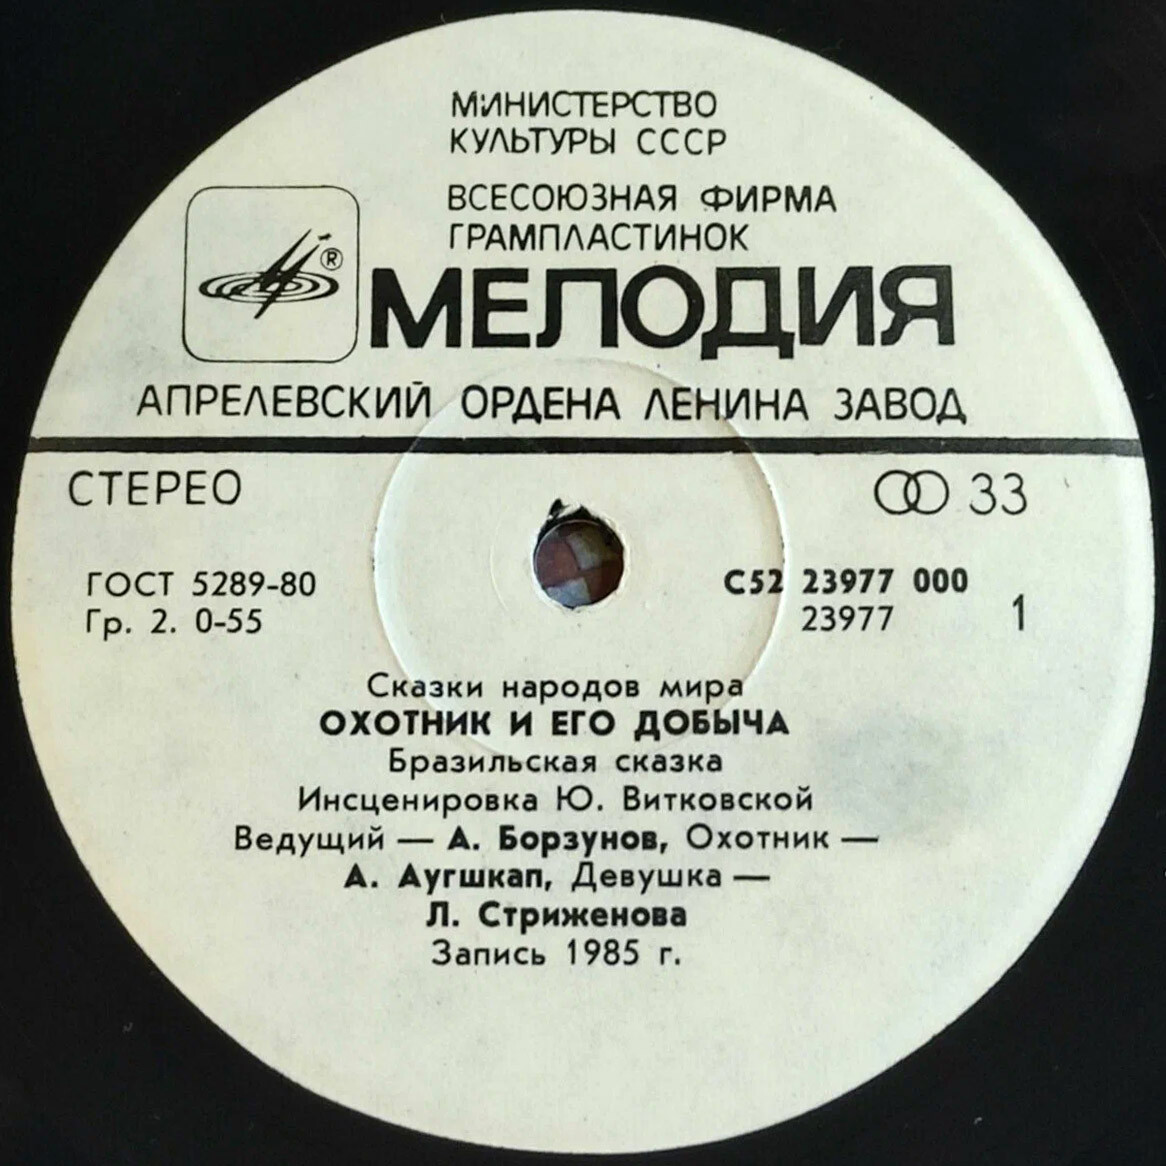 МИНИСТЕРСТВО
КУЛЬТУРЫ СССР
ВСЕСОЮЗНАЯ ФИРМА
ГРАМПЛАСТИНОК
®
МЕЛОДИЯ
АПРЕЛЕВСКИЙ ОРДЕНА ЛЕНИНА ЗАВОД
СТЕРЕО 33
ГОСТ 5289-80 С52 23977 000
Гр. 2. 0-55 23977 1
Сказки народов мира
ОХОТНИК И ЕГО ДОБЫЧА
Бразильская сказка
Инсценировка Ю. Витковской
Ведущий — А. Борзунов, Охотник —
А. Аугшкап, Девушка —
Л. Стриженова
Запись 1985 г.